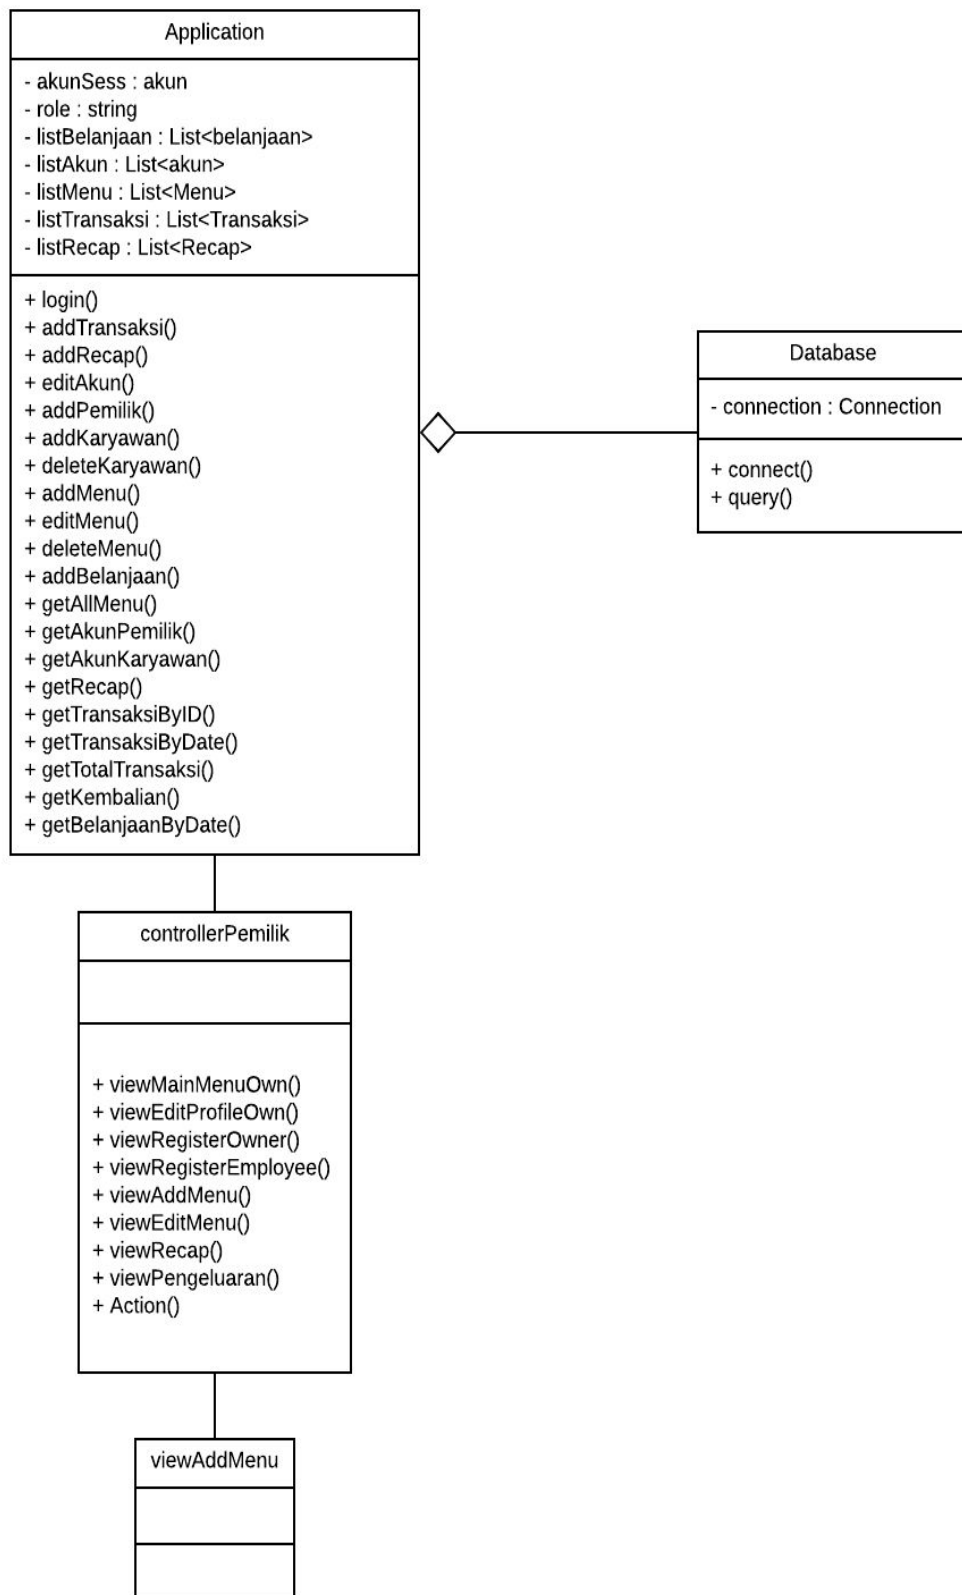 Application
- akunSess : akun
- role : string
- listBelanjaan : List<belanjaan>
- listAkun : List<akun>
- listMenu : List<Menu>
- listTransaksi : List<Transaksi>
- listRecap : List<Recap>
+ login()
+ addTransaksi()
+ addRecap()
+ editAkun()
+ addPemilik()
+ addKaryawan()
+ deleteKaryawan()
+ addMenu()
+ editMenu()
+ deleteMenu()
+ addBelanjaan()
+ getAllMenu()
+ getAkunPemilik()
+ getAkunKaryawan()
+ getRecap()
+ getTransaksiByID()
+ getTransaksiByDate()
+ getTotalTransaksi()
+ getKembalian()
+ getBelanjaanByDate()
Database
- connection : Connection
+ connect()
+ query()
controllerPemilik
+ viewMainMenuOwn()
+ viewEditProfileOwn()
+ viewRegisterOwner()
+ viewRegisterEmployee()
+ viewAddMenu()
+ viewEditMenu()
+ viewRecap()
+ viewPengeluaran()
+ Action()
viewAddMenu